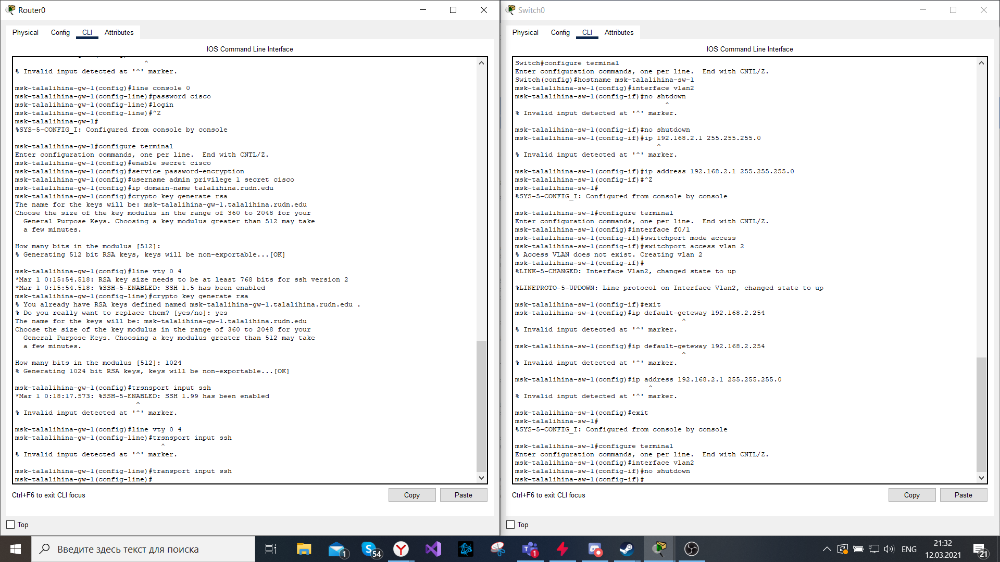 Router0
Physical Config CLI Attributes
IOS Command Line Interface
^
% Invalid input detected at '^' marker.
msk-talalihina-gw-1(config)#line console 0
msk-talalihina-gw-1(config-line)#password cisco
msk-talalihina-gw-1(config-line)#login
msk-talalihina-gw-1(config-line)#^Z
msk-talalihina-gw-1#
%SYS-5-CONFIG_I: Configured from console by console
msk-talalihina-gw-1#configure terminal
Enter configuration commands, one per line.  End with CNTL/Z.
msk-talalihina-gw-1(config)#enable secret cisco
msk-talalihina-gw-1(config)#service password-encryption
msk-talalihina-gw-1(config)#username admin privilege 1 secret cisco
msk-talalihina-gw-1(config)#ip domain-name talalihina.rudn.edu
msk-talalihina-gw-1(config)#crypto key generate rsa
The name for the keys will be: msk-talalihina-gw-1.talalihina.rudn.edu
Choose the size of the key modulus in the range of 360 to 2048 for your
General Purpose Keys. Choosing a key modulus greater than 512 may take
a few minutes.
How many bits in the modulus [512]:
% Generating 512 bit RSA keys, keys will be non-exportable...[OK]
msk-talalihina-gw-1(config)#line vty 0 4
*Mar 1 0:15:54.518: RSA key size needs to be at least 768 bits for ssh version 2
*Mar 1 0:15:54.518: %SSH-5-ENABLED: SSH 1.5 has been enabled
msk-talalihina-gw-1(config-line)#crypto key generate rsa
% You already have RSA keys defined named msk-talalihina-gw-1.talalihina.rudn.edu .
% Do you really want to replace them? [yes/no]: yes
The name for the keys will be: msk-talalihina-gw-1.talalihina.rudn.edu
Choose the size of the key modulus in the range of 360 to 2048 for your
General Purpose Keys. Choosing a key modulus greater than 512 may take
a few minutes.
How many bits in the modulus [512]: 1024
% Generating 1024 bit RSA keys, keys will be non-exportable...[OK]
msk-talalihina-gw-1(config)#trsnsport input ssh
*Mar 1 0:18:17.573: %SSH-5-ENABLED: SSH 1.99 has been enabled
^
% Invalid input detected at '^' marker.
msk-talalihina-gw-1(config)#line vty 0 4
msk-talalihina-gw-1(config-line)#trsnsport input ssh
^
% Invalid input detected at '^' marker.
msk-talalihina-gw-1(config-line)#transport input ssh
msk-talalihina-gw-1(config-line)#
Ctrl+F6 to exit CLI focus
Copy Paste
Top
Switch0
Physical Config CLI Attributes
IOS Command Line Interface
Switch#configure terminal
Enter configuration commands, one per line.  End with CNTL/Z.
Switch(config)#hostname msk-talalihina-sw-1
msk-talalihina-sw-1(config)#interface vlan2
msk-talalihina-sw-1(config-if)#no shtdown
^
% Invalid input detected at '^' marker.
msk-talalihina-sw-1(config-if)#no shutdown
msk-talalihina-sw-1(config-if)#ip 192.168.2.1 255.255.255.0
^
% Invalid input detected at '^' marker.
msk-talalihina-sw-1(config-if)#ip address 192.168.2.1 255.255.255.0
msk-talalihina-sw-1(config-if)#^Z
msk-talalihina-sw-1#
%SYS-5-CONFIG_I: Configured from console by console
msk-talalihina-sw-1#configure terminal
Enter configuration commands, one per line.  End with CNTL/Z.
msk-talalihina-sw-1(config)#interface f0/1
msk-talalihina-sw-1(config-if)#switchport mode access
msk-talalihina-sw-1(config-if)#switchport access vlan 2
% Access VLAN does not exist. Creating vlan 2
msk-talalihina-sw-1(config-if)#
%LINK-5-CHANGED: Interface Vlan2, changed state to up
%LINEPROTO-5-UPDOWN: Line protocol on Interface Vlan2, changed state to up
msk-talalihina-sw-1(config-if)#exit
msk-talalihina-sw-1(config)#ip default-geteway 192.168.2.254
^
% Invalid input detected at '^' marker.
msk-talalihina-sw-1(config)#ip default-geteway 192.168.2.254
^
% Invalid input detected at '^' marker.
msk-talalihina-sw-1(config)#ip address 192.168.2.1 255.255.255.0
^
% Invalid input detected at '^' marker.
msk-talalihina-sw-1(config)#exit
msk-talalihina-sw-1#
%SYS-5-CONFIG_I: Configured from console by console
msk-talalihina-sw-1#configure terminal
Enter configuration commands, one per line.  End with CNTL/Z.
msk-talalihina-sw-1(config)#interface vlan2
msk-talalihina-sw-1(config-if)#no shutdown
msk-talalihina-sw-1(config-if)#
Ctrl+F6 to exit CLI focus
Copy Paste
Top
Введите здесь текст для поиска
1
54
1
ENG
21:32
12.03.2021
21